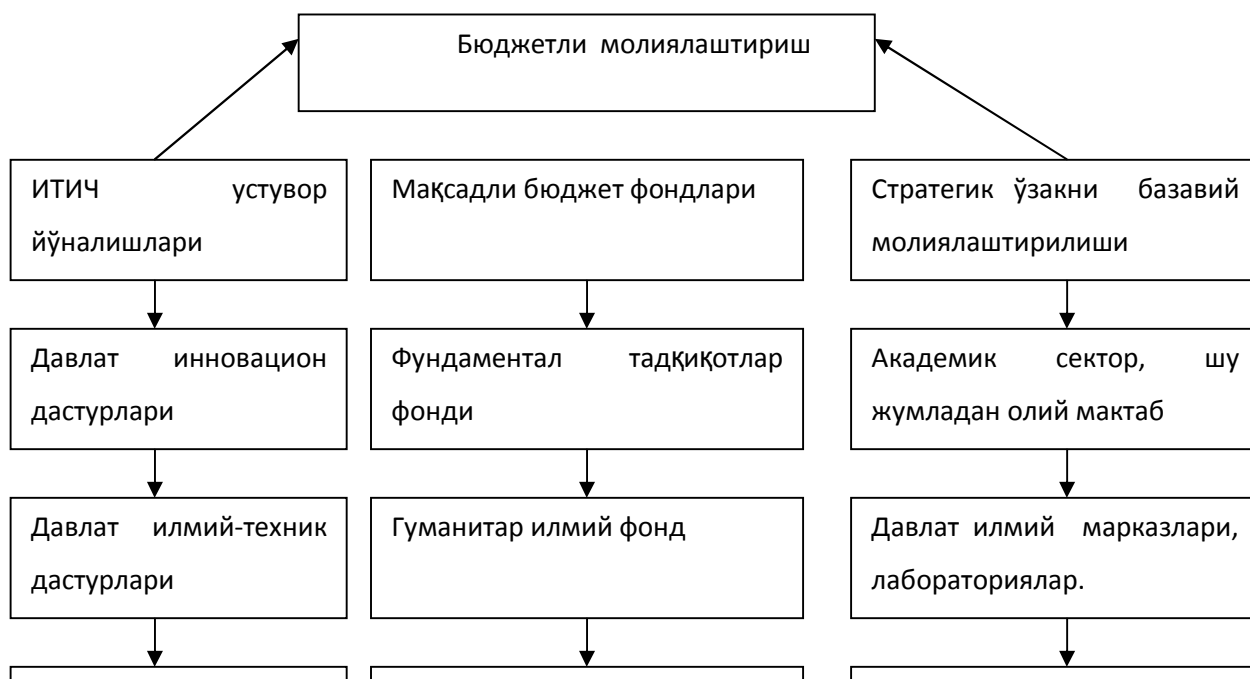 Бюджетли молиялаштириш
ИТИЧ устувор
йўналишлари
Мақсадли бюджет фондлари
Стратегик ўзакни базавий
молиялаштирилиши
Давлат инновацион
дастурлари
Фундаментал тадқиқотлар
фонди
Академик сектор, шу
жумладан олий мактаб
Давлат илмий-техник
дастурлари
Гуманитар илмий фонд
Давлат илмий марказлари,
лабораториялар.